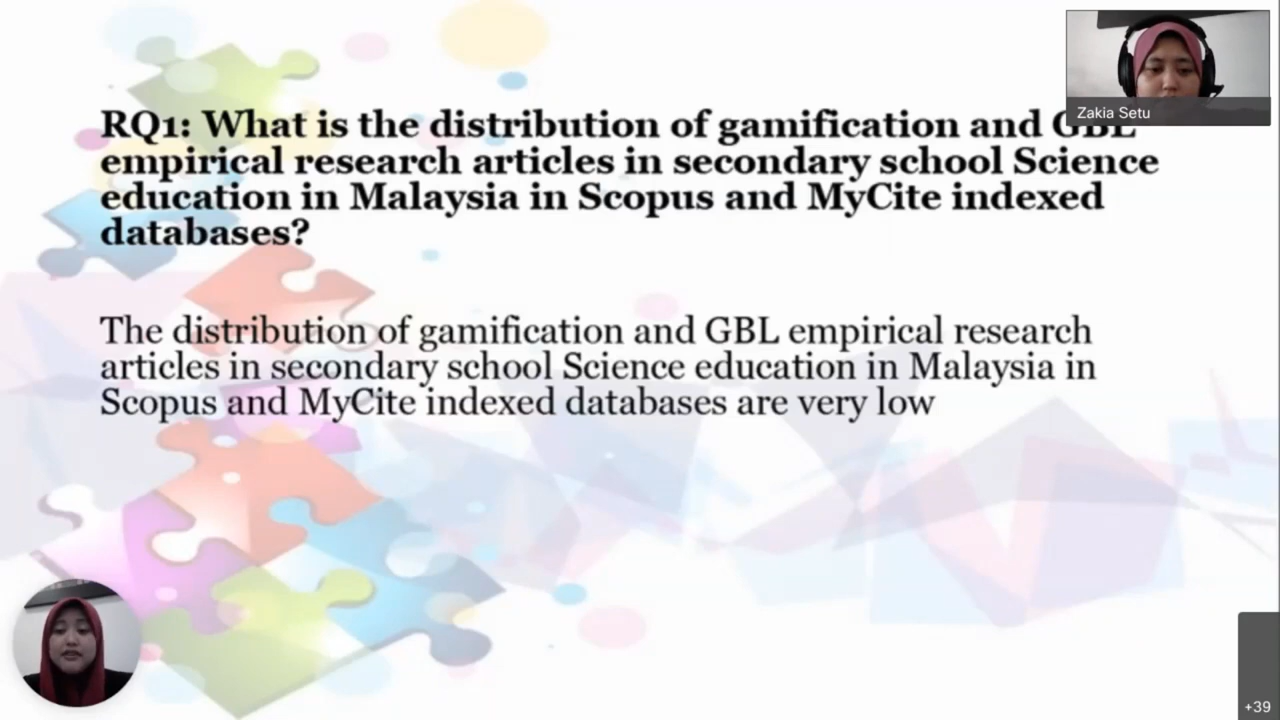 RQ1: What is the distribution of gamification and GBL
empirical research articles in secondary school Science
education in Malaysia in Scopus and MyCite indexed
databases?
The distribution of gamification and GBL empirical research
articles in secondary school Science education in Malaysia in
Scopus and MyCite indexed databases are very low
Zakia Setu
+39